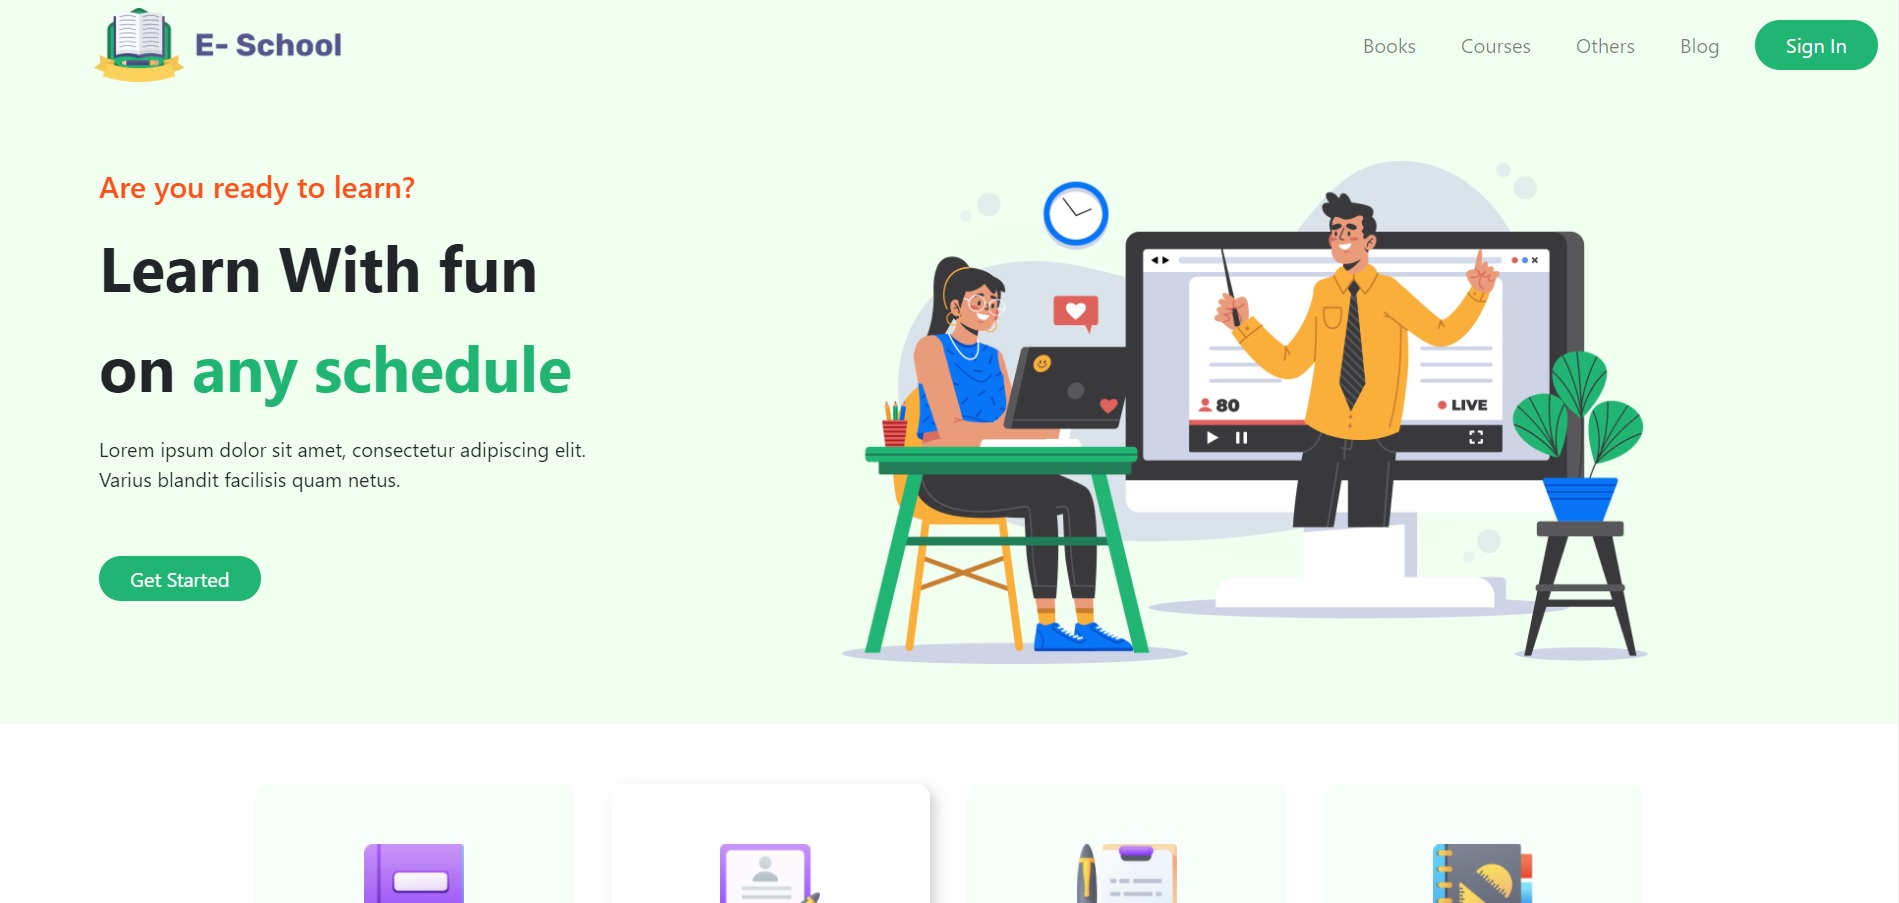 E- School
Books
Courses
Others
Blog
Sign In
Are you ready to learn?
Learn With fun
on any schedule
Lorem ipsum dolor sit amet, consectetur adipiscing elit.
Varius blandit facilisis quam netus.
Get Started
80
LIVE